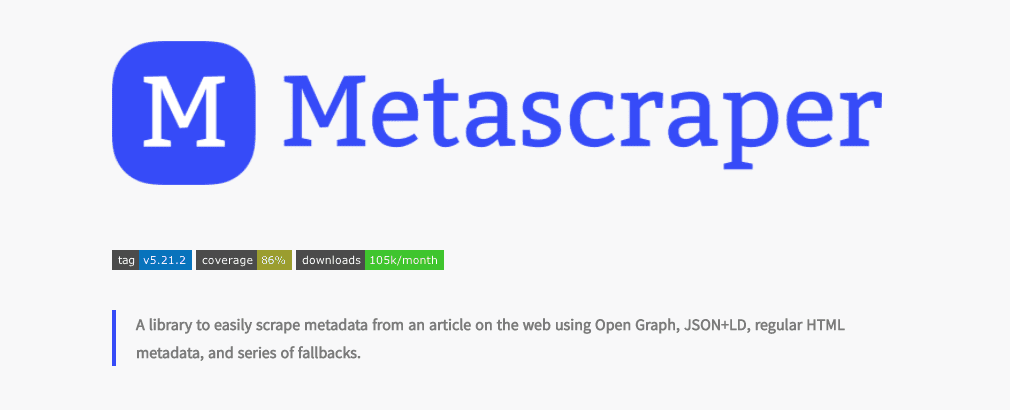 M Metascraper
tag v5.21.2 coverage 86% downloads 105k/month
A library to easily scrape metadata from an article on the web using Open Graph, JSON+LD, regular HTML
metadata, and series of fallbacks.